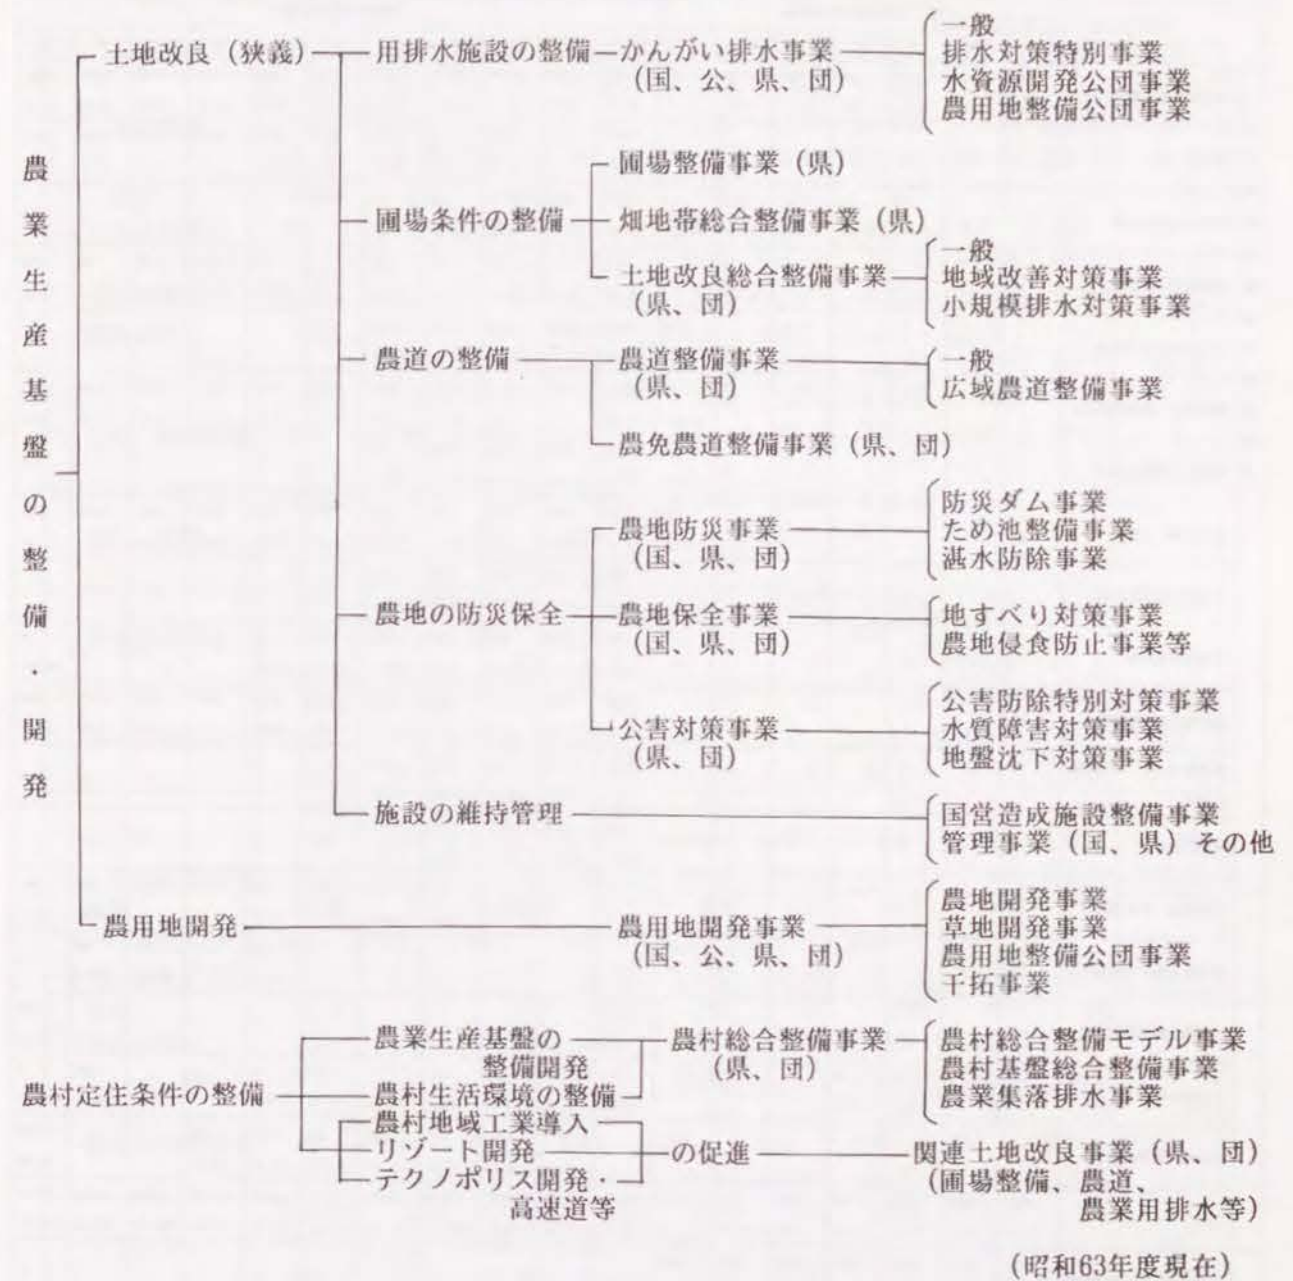 農業生産基盤の整備・開発
土地改良（狭義）
用排水施設の整備
かんがい排水事業
（国、公、県、団）
一般
排水対策特別事業
水資源開発公団事業
農用地整備公団事業
圃場条件の整備
圃場整備事業（県）
畑地帯総合整備事業（県）
土地改良総合整備事業
（県、団）
一般
地域改善対策事業
小規模排水対策事業
農道の整備
農道整備事業
（県、団）
一般
広域農道整備事業
農免農道整備事業（県、団）
農地の防災保全
農地防災事業
（国、県、団）
防災ダム事業
ため池整備事業
湛水防除事業
農地保全事業
（国、県、団）
地すべり対策事業
農地侵食防止事業等
公害対策事業
（県、団）
公害防除特別対策事業
水質障害対策事業
地盤沈下対策事業
施設の維持管理
国営造成施設整備事業
管理事業（国、県）その他
農用地開発
農用地開発事業
（国、公、県、団）
農地開発事業
草地開発事業
農用地整備公団事業
干拓事業
農村定住条件の整備
農業生産基盤の
整備開発
農村生活環境の整備
農村総合整備事業
（県、団）
農村総合整備モデル事業
農村基盤総合整備事業
農業集落排水事業
農村地域工業導入
リゾート開発
テクノポリス開発・
高速道等
の促進
関連土地改良事業（県、団）
（圃場整備、農道、
農業用排水等）
（昭和63年度現在）